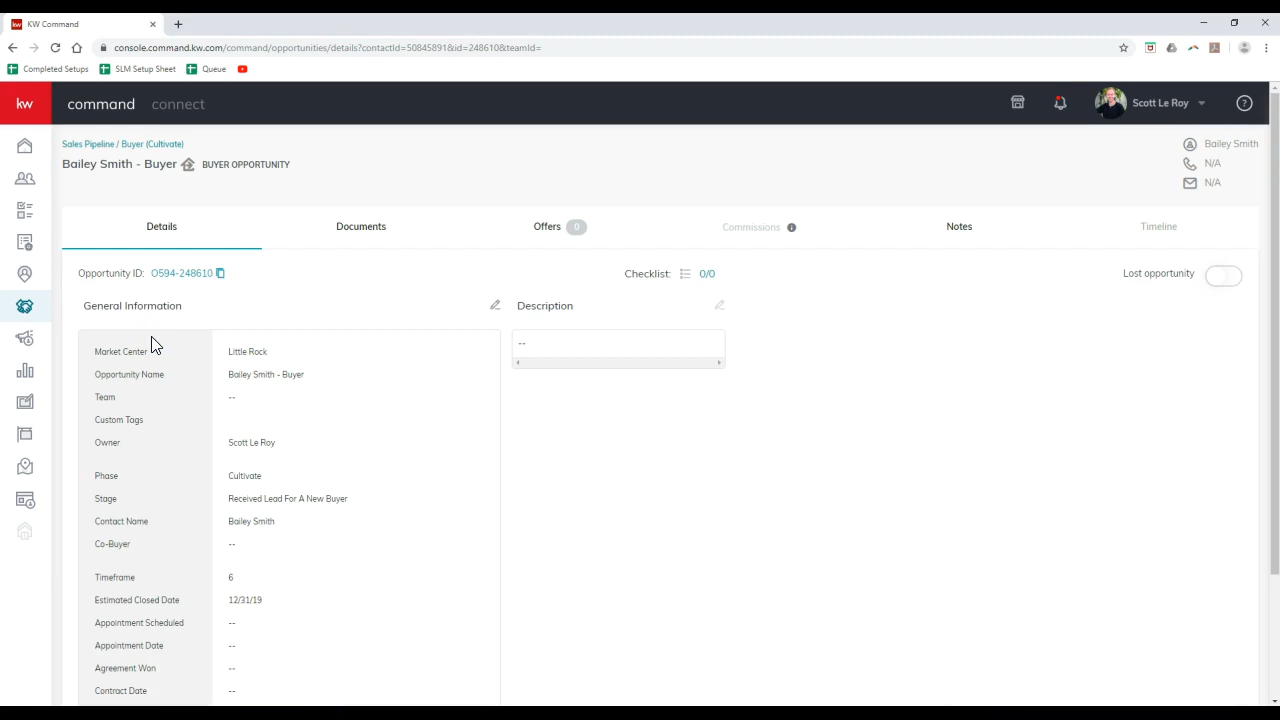 KW Command
console.command.kw.com/command/opportunities/details?contactId=50845891&id=248610&teamId=
Completed Setups SLM Setup Sheet Queue
kw command connect Scott Le Roy
Sales Pipeline / Buyer (Cultivate)
Bailey Smith
Bailey Smith - Buyer BUYER OPPORTUNITY
N/A
N/A
Details Documents Offers 0 Commissions Notes Timeline
Opportunity ID: O594-248610 Checklist: 0/0 Lost opportunity
General Information Description
Market Center Little Rock
--
Opportunity Name Bailey Smith - Buyer
Team --
Custom Tags
Owner Scott Le Roy
Phase Cultivate
Stage Received Lead For A New Buyer
Contact Name Bailey Smith
Co-Buyer --
Timeframe 6
Estimated Closed Date 12/31/19
Appointment Scheduled --
Appointment Date --
Agreement Won --
Contract Date --